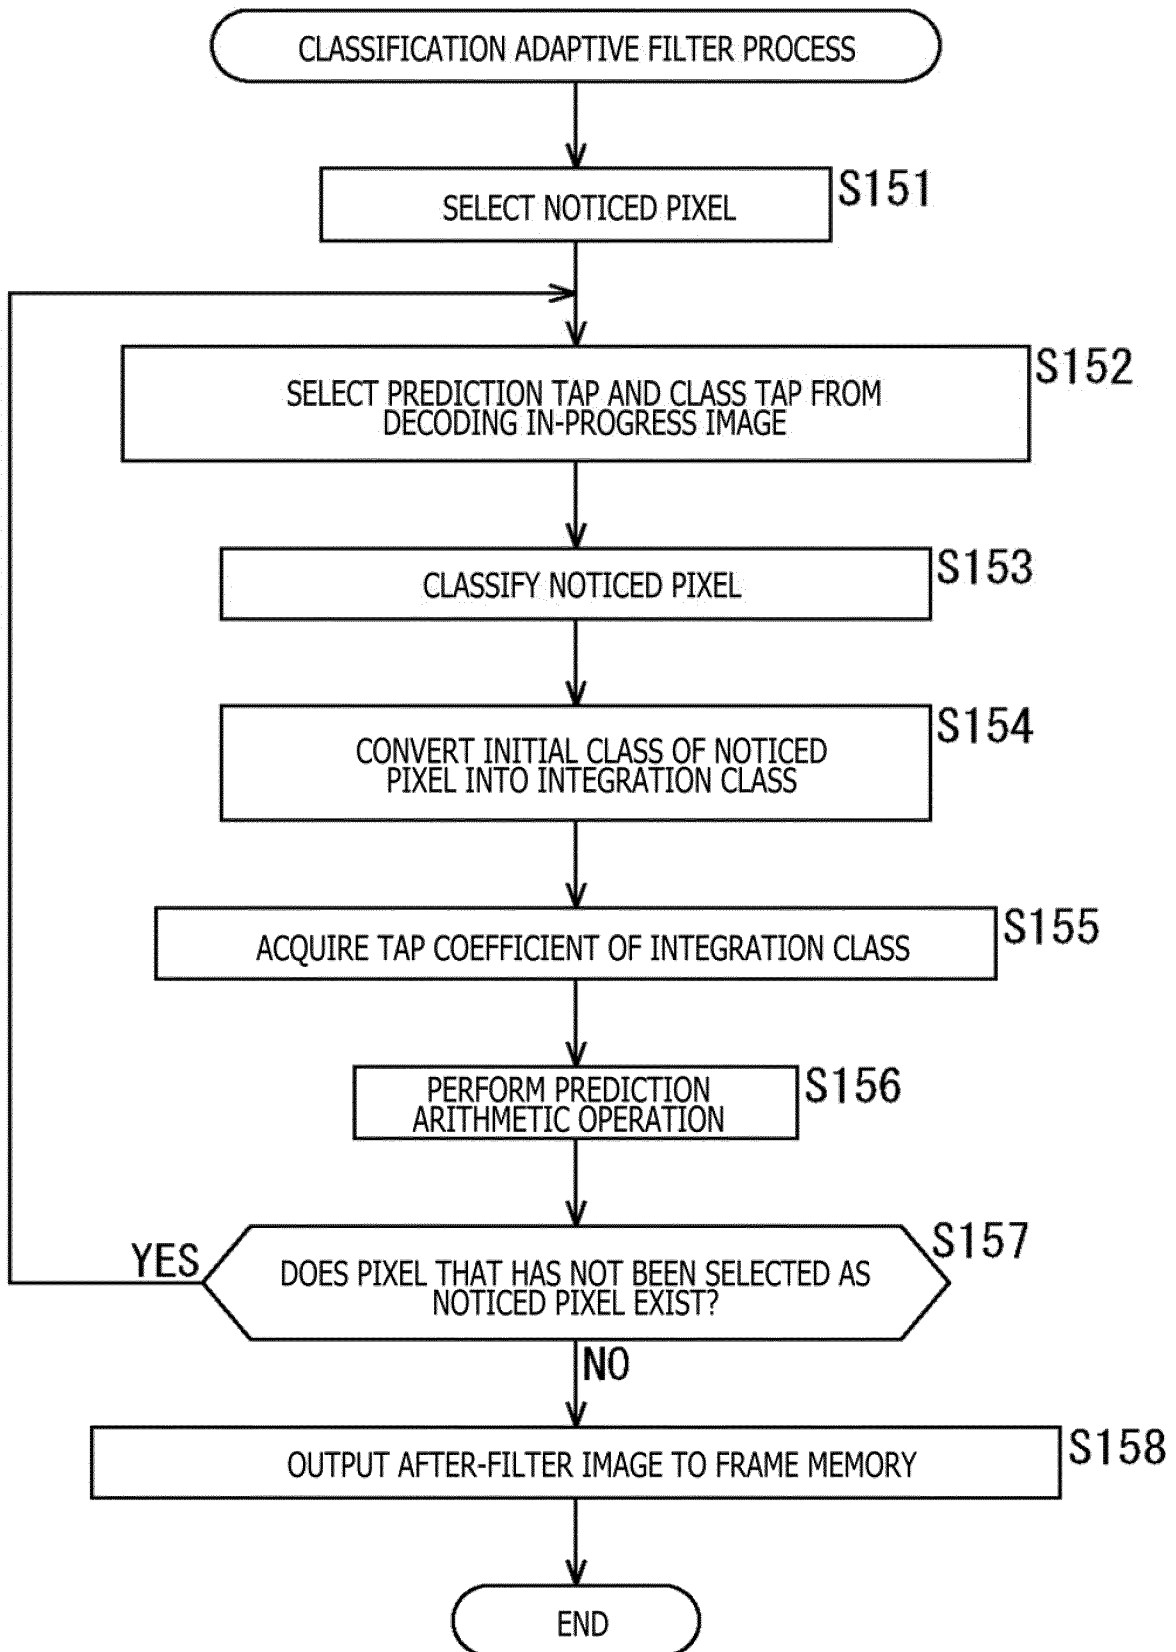 CLASSIFICATION ADAPTIVE FILTER PROCESS
SELECT NOTICED PIXEL
S151
SELECT PREDICTION TAP AND CLASS TAP FROM
DECODING IN-PROGRESS IMAGE
S152
CLASSIFY NOTICED PIXEL
S153
CONVERT INITIAL CLASS OF NOTICED
PIXEL INTO INTEGRATION CLASS
S154
ACQUIRE TAP COEFFICIENT OF INTEGRATION CLASS
S155
PERFORM PREDICTION
ARITHMETIC OPERATION
S156
DOES PIXEL THAT HAS NOT BEEN SELECTED AS
NOTICED PIXEL EXIST?
S157
YES
NO
OUTPUT AFTER-FILTER IMAGE TO FRAME MEMORY
S158
END